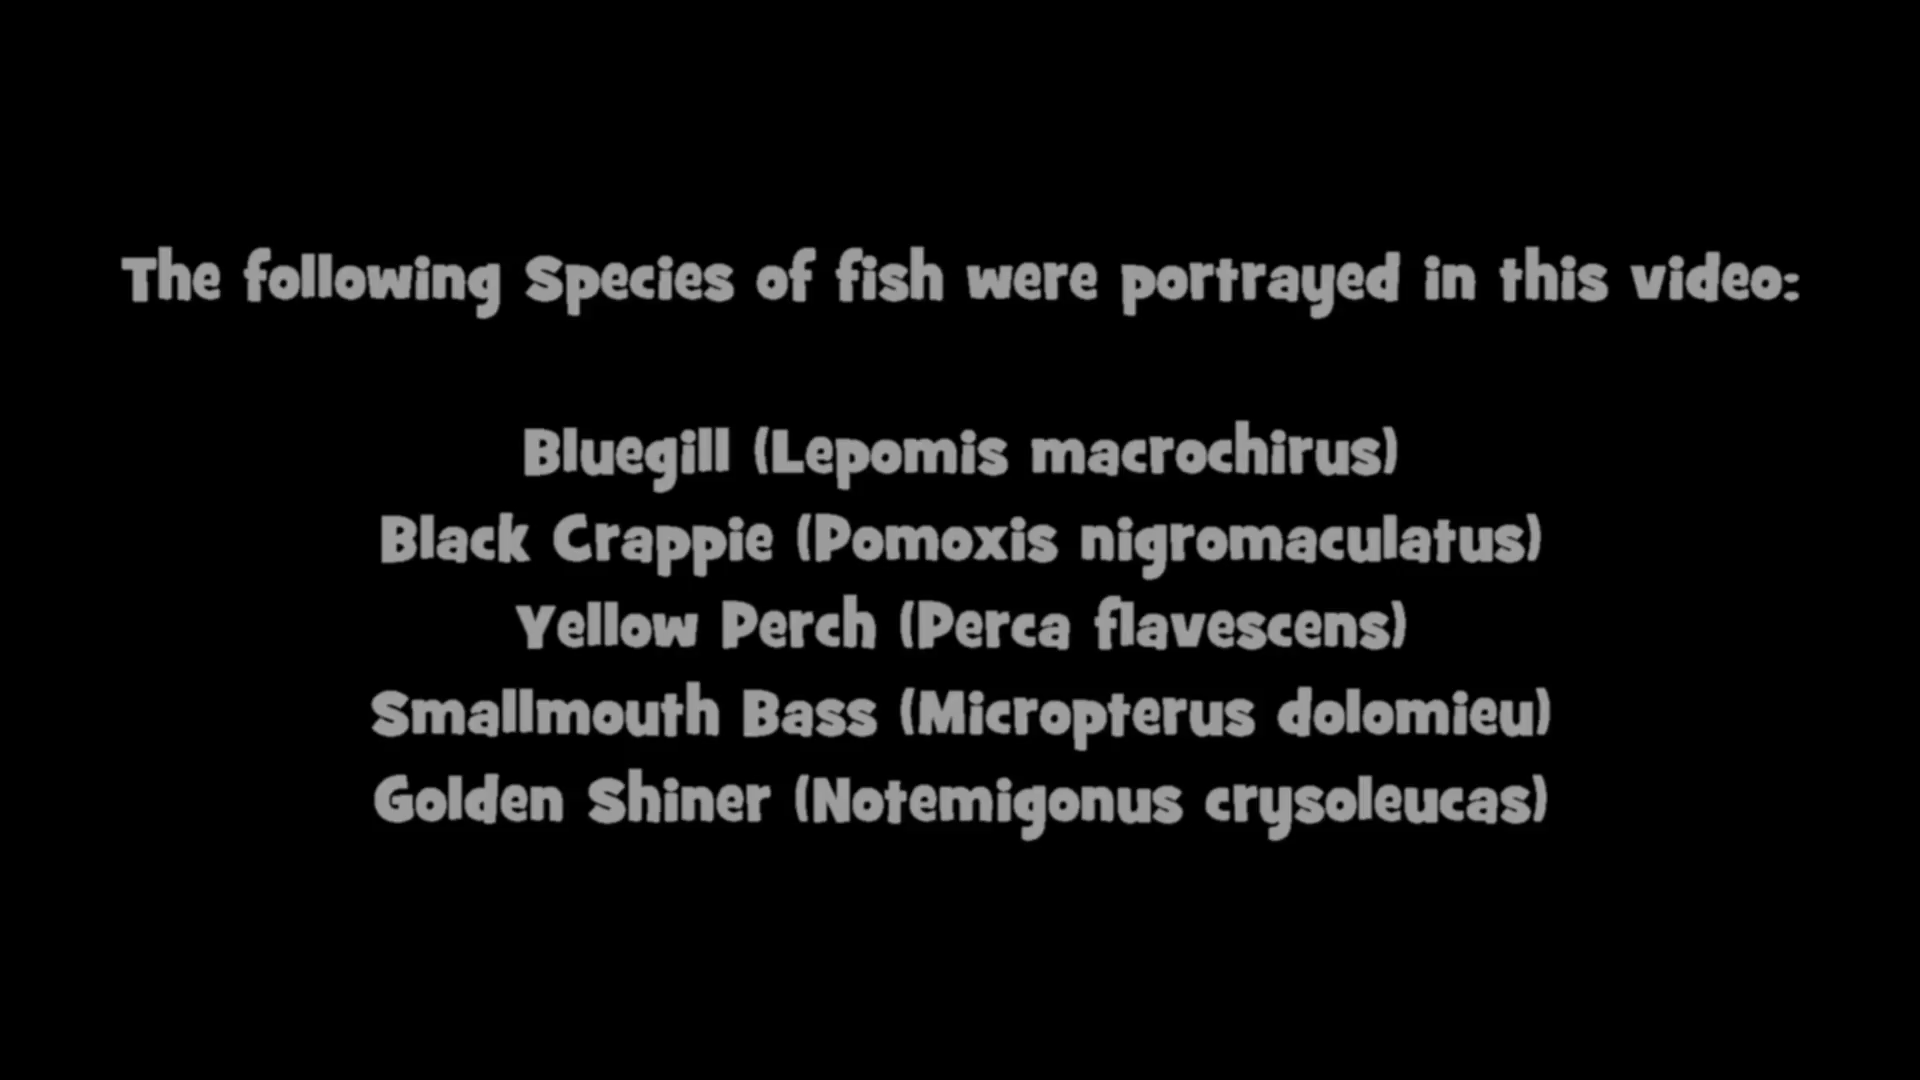 The following Species of fish were portrayed in this video:
Bluegill (Lepomis macrochirus)
Black Crappie (Pomoxis nigromaculatus)
Yellow Perch (Perca flavescens)
Smallmouth Bass (Micropterus dolomieu)
Golden Shiner (Notemigonus crysoleucas)